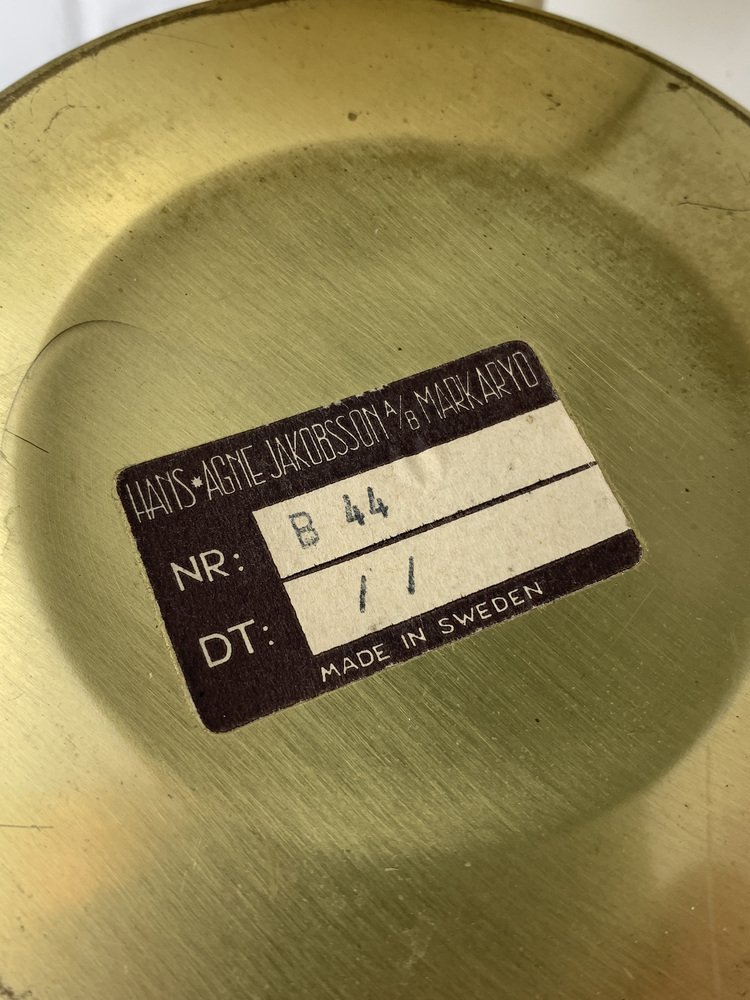 HANS★AGNE JAKOBSSON A/B MARKARYD
NR: B 44
DT: / /
MADE IN SWEDEN